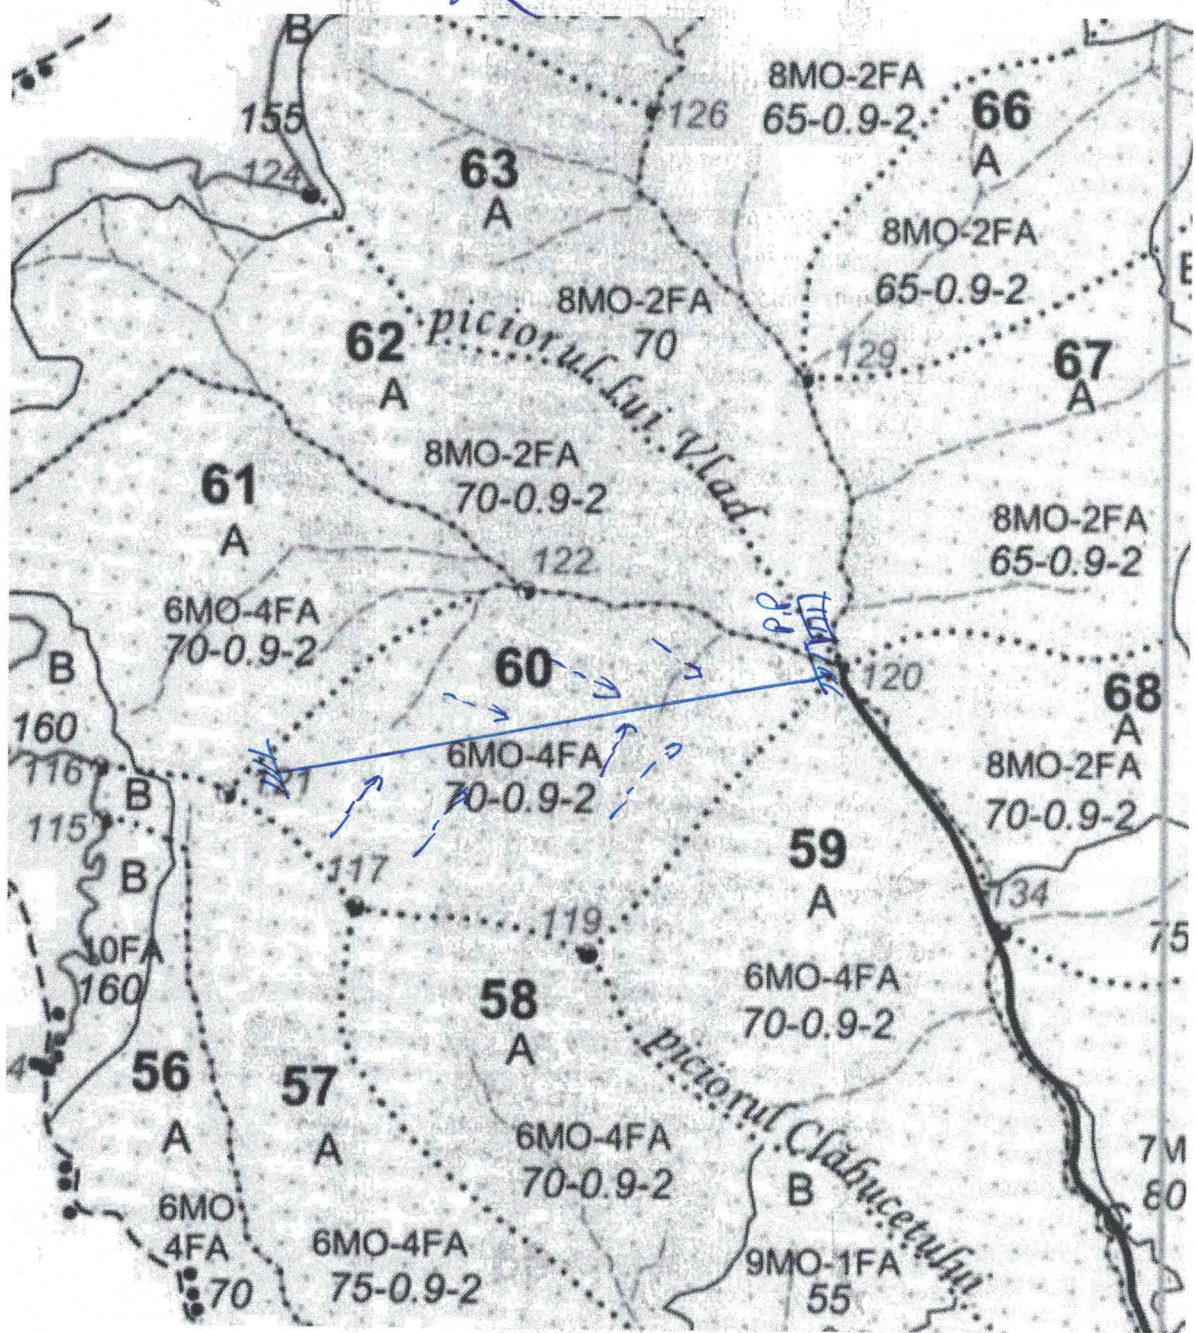 B
155
124
63
A
126
8MO-2FA
65-0.9-2
66
A
8MO-2FA
65-0.9-2
8MO-2FA
70
62
A
piciorul Lui Vlad
129
67
A
8MO-2FA
70-0.9-2
61
A
8MO-2FA
65-0.9-2
122
6MO-4FA
70-0.9-2
P.P
60
120
68
A
B
160
116
6MO-4FA
70-0.9-2
8MO-2FA
70-0.9-2
B
115
59
A
117
134
B
119
75
10FA
160
58
A
6MO-4FA
70-0.9-2
56
A
57
A
piciorul Clăbucetului
6MO-4FA
70-0.9-2
B
7M
80
6MO
4FA
70
6MO-4FA
75-0.9-2
9MO-1FA
55